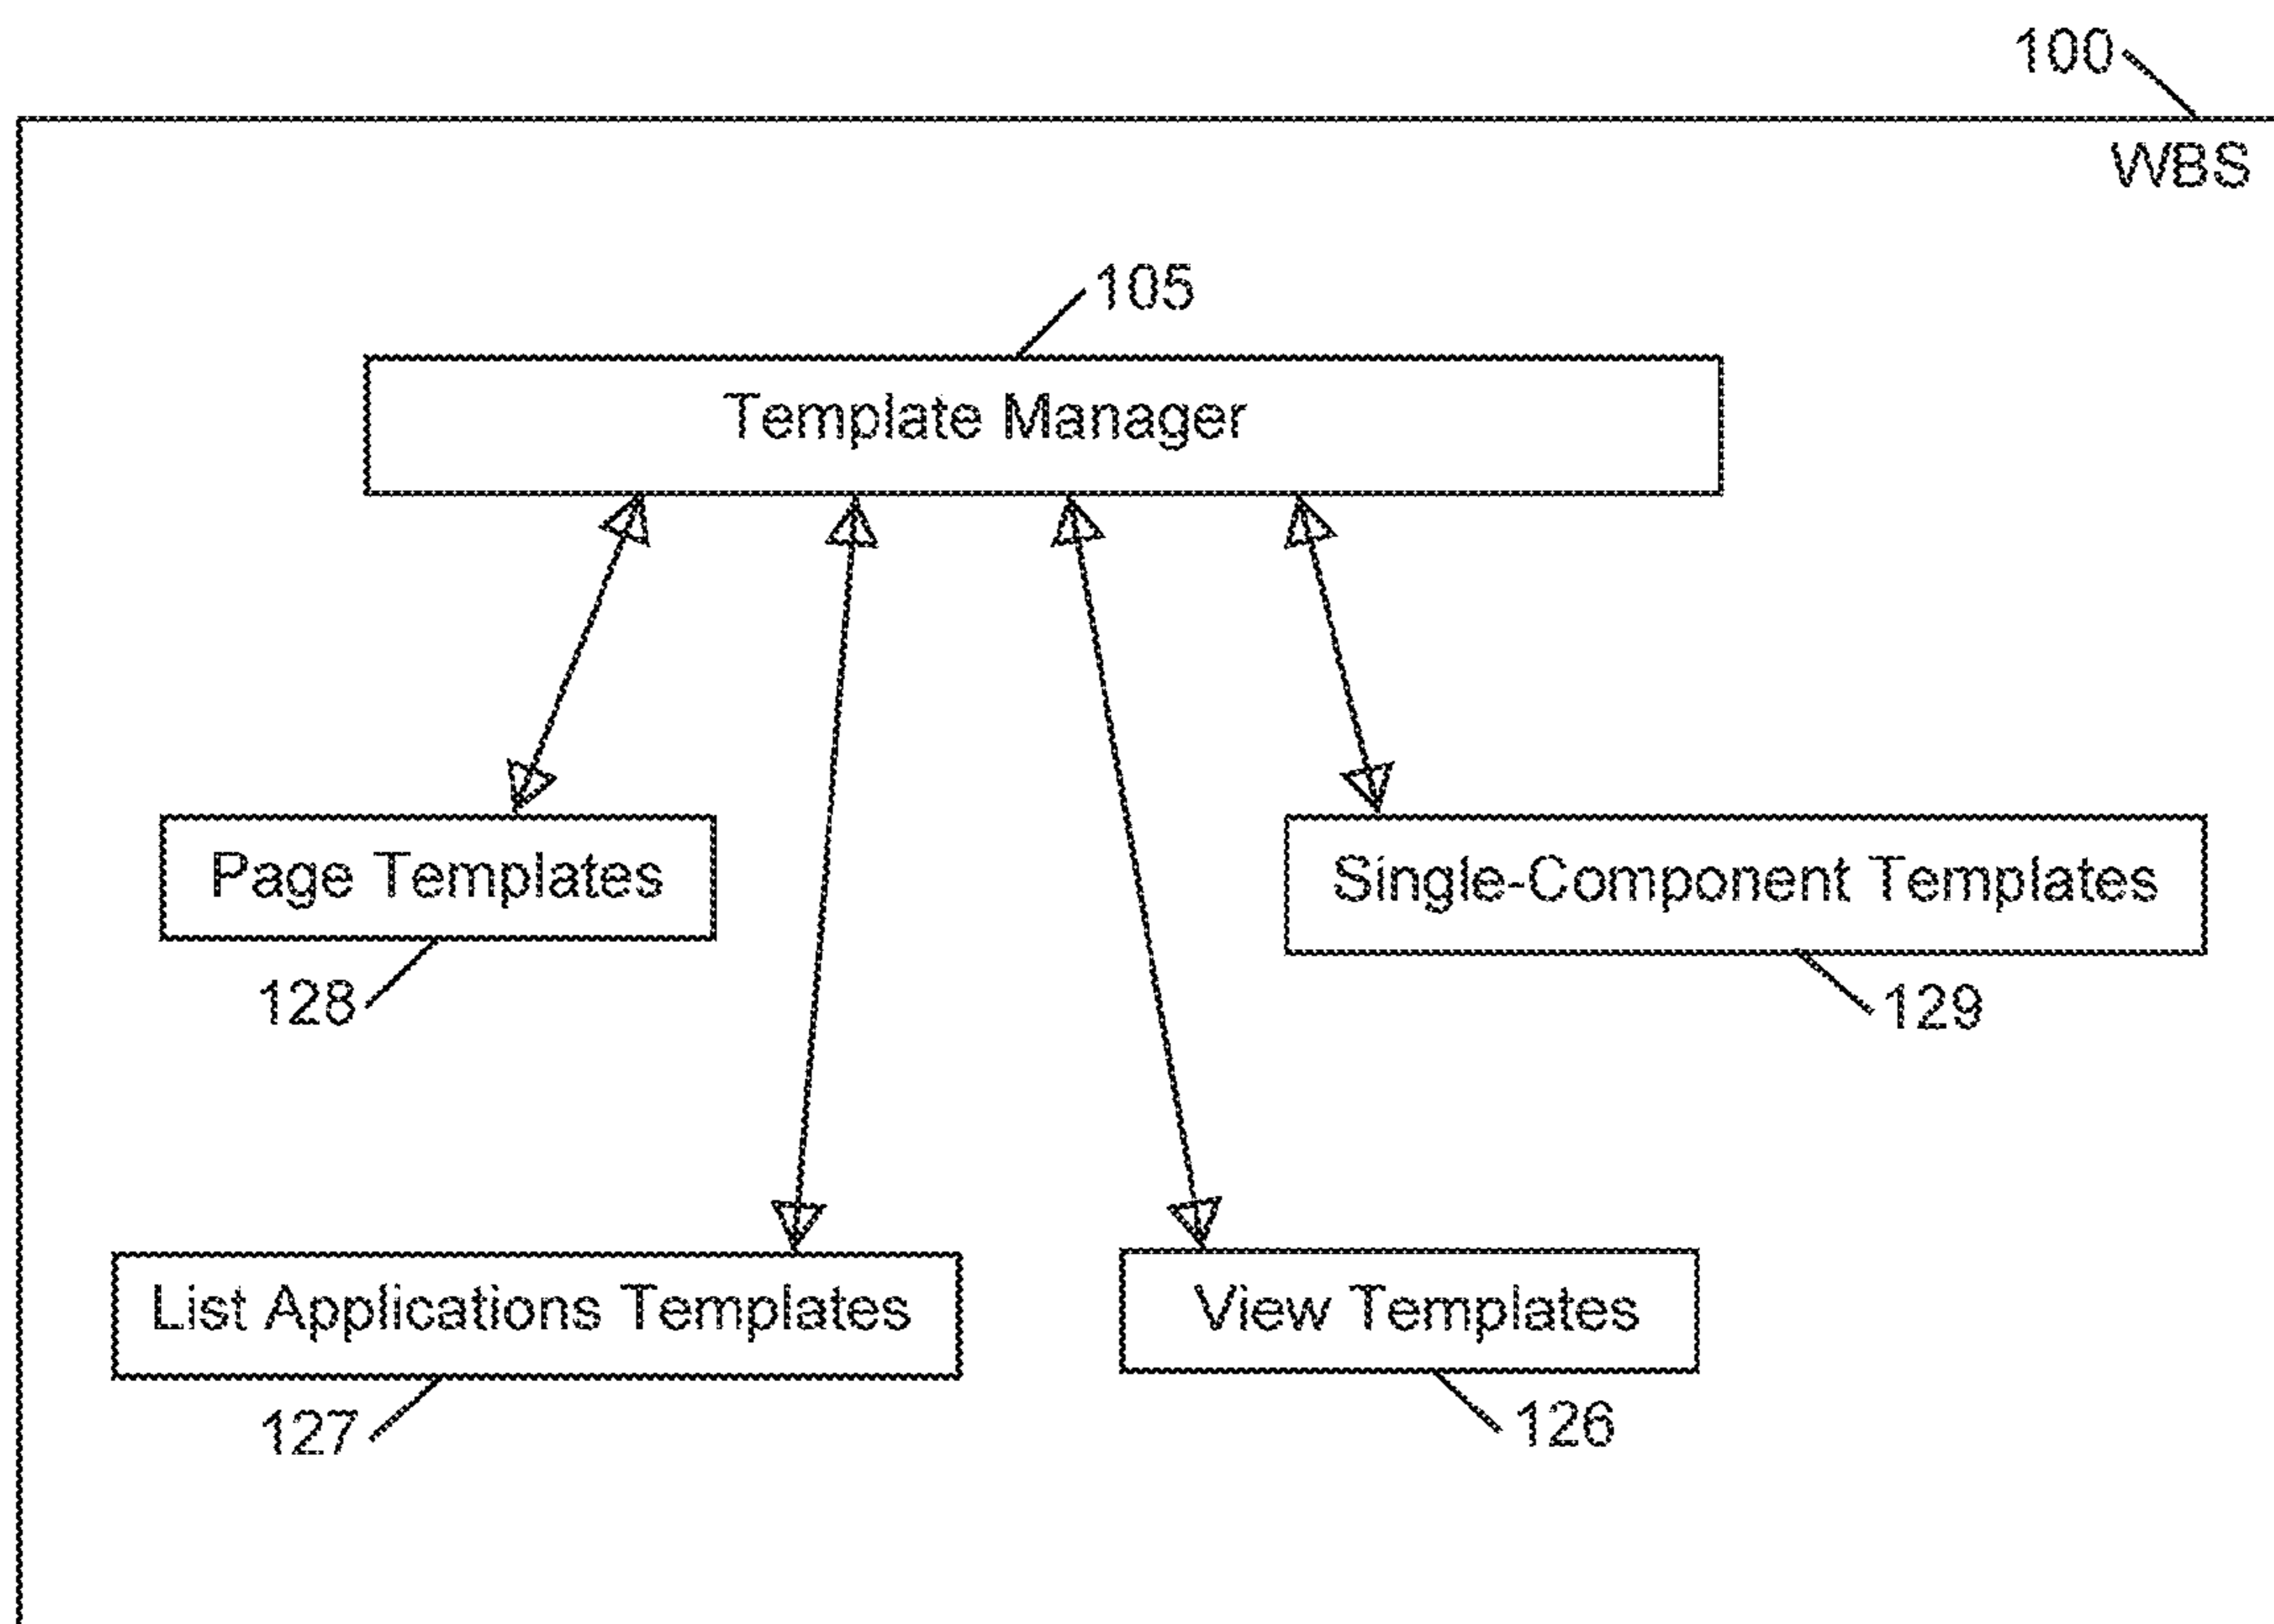 100
WBS
105
Template Manager
Page Templates
Single-Component Templates
128
129
List Applications Templates
View Templates
127
126